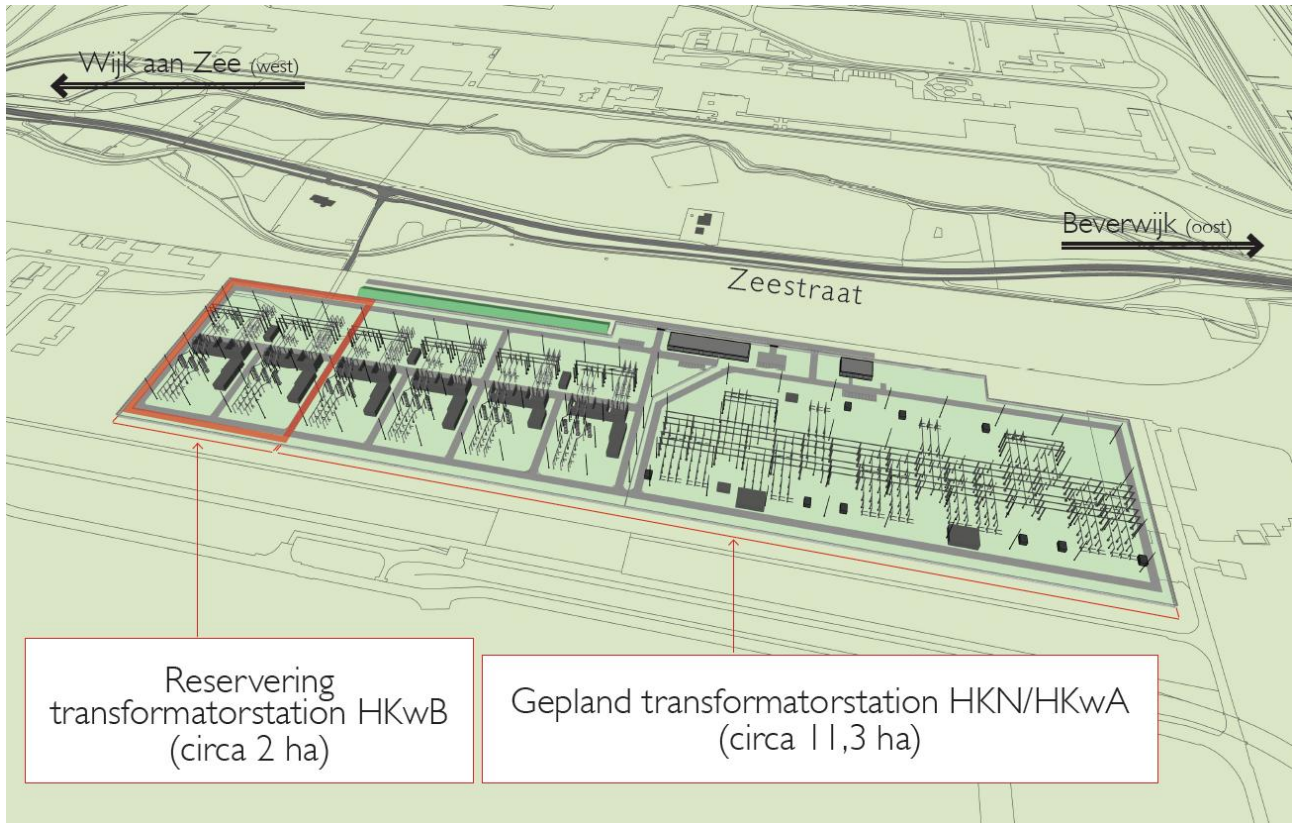 Wijk aan Zee (west)
Beverwijk (oost)
Zeestraat
Reservering
transformatorstation HKwB
(circa 2 ha)
Gepland transformatorstation HKN/HKwA
(circa 11,3 ha)